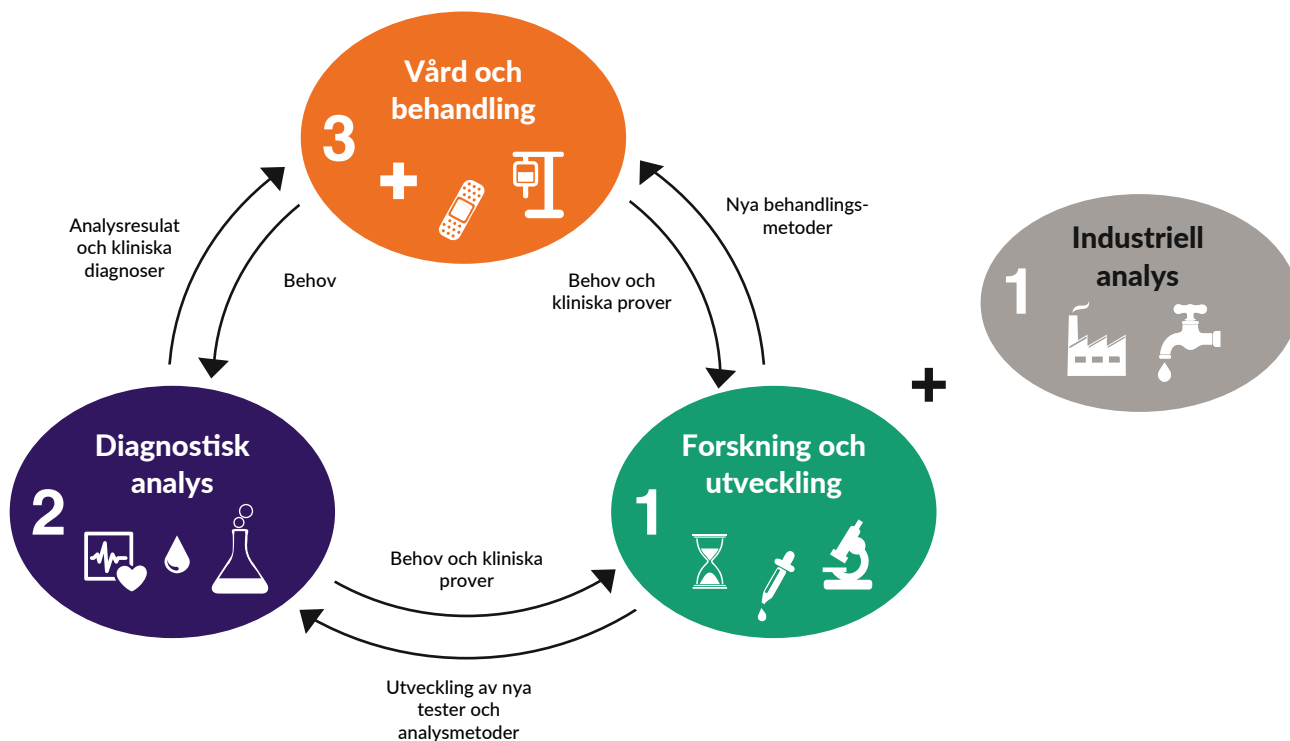 Vård och
behandling
3
Analysresulat
och kliniska
diagnoser
Behov
Behov och
kliniska prover
Nya behandlings-
metoder
Industriell
analys
1
+
Diagnostisk
analys
2
Forskning och
utveckling
1
Behov och kliniska
prover
Utveckling av nya
tester och
analysmetoder